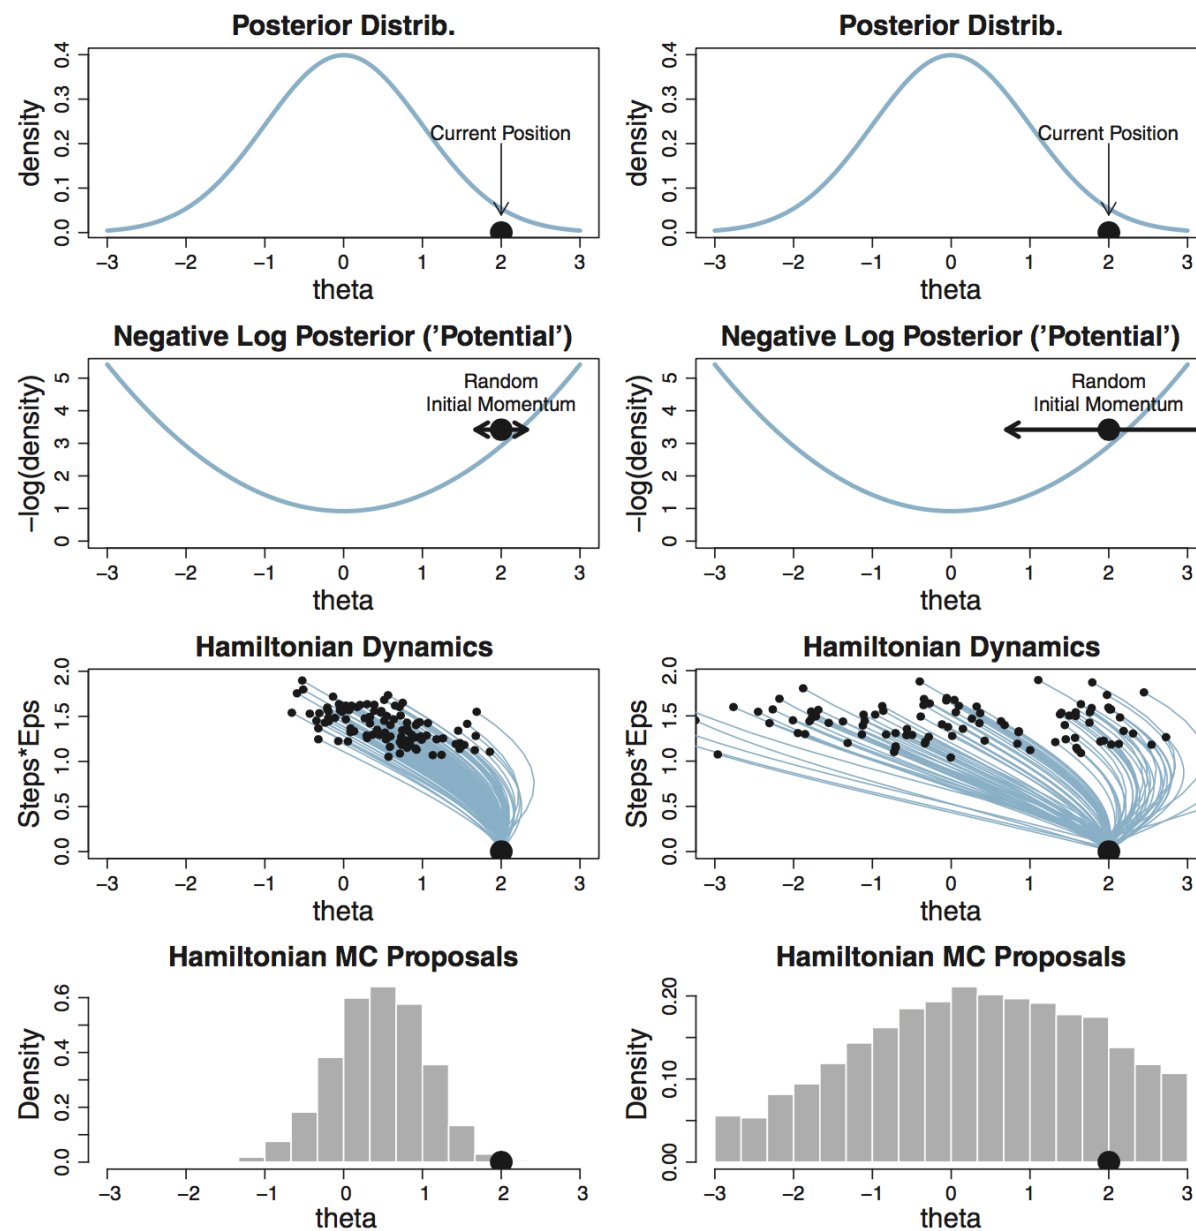 Posterior Distrib.
density
0.0 0.1 0.2 0.3 0.4
Current Position
−3 −2 −1 0 1 2 3
theta
Posterior Distrib.
density
0.0 0.1 0.2 0.3 0.4
Current Position
−3 −2 −1 0 1 2 3
theta
Negative Log Posterior (’Potential’)
−log(density)
0 1 2 3 4 5
Random
Initial Momentum
−3 −2 −1 0 1 2 3
theta
Negative Log Posterior (’Potential’)
−log(density)
0 1 2 3 4 5
Random
Initial Momentum
−3 −2 −1 0 1 2 3
theta
Hamiltonian Dynamics
Steps*Eps
0.0 0.5 1.0 1.5 2.0
−3 −2 −1 0 1 2 3
theta
Hamiltonian Dynamics
Steps*Eps
0.0 0.5 1.0 1.5 2.0
−3 −2 −1 0 1 2 3
theta
Hamiltonian MC Proposals
Density
0.0 0.2 0.4 0.6
−3 −2 −1 0 1 2 3
theta
Hamiltonian MC Proposals
Density
0.00 0.10 0.20
−3 −2 −1 0 1 2 3
theta